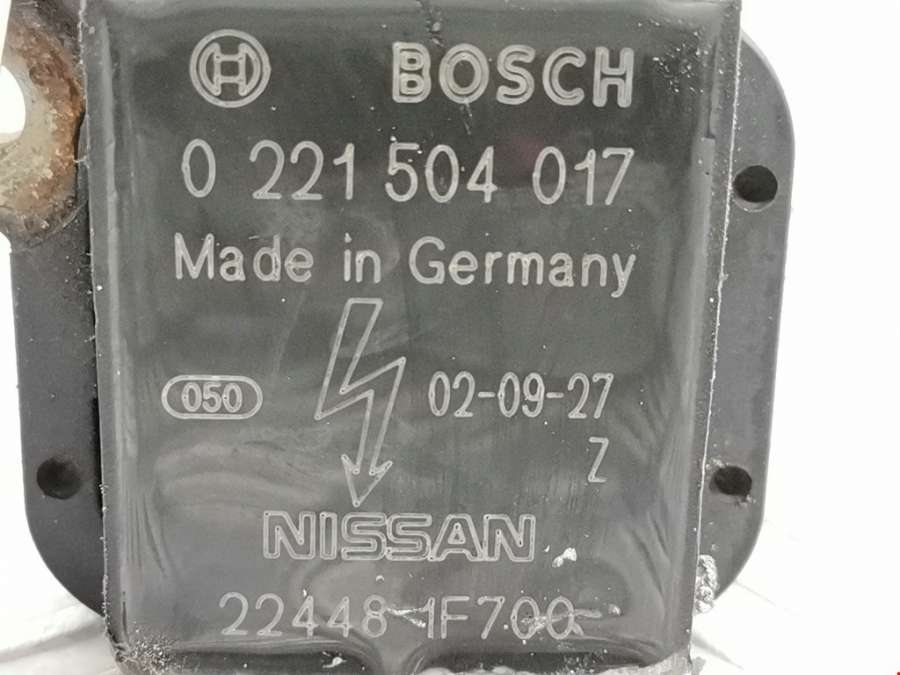 BOSCH
0 221 504 017
Made in Germany
050 02-09-27
Z
NISSAN
22448 1F700